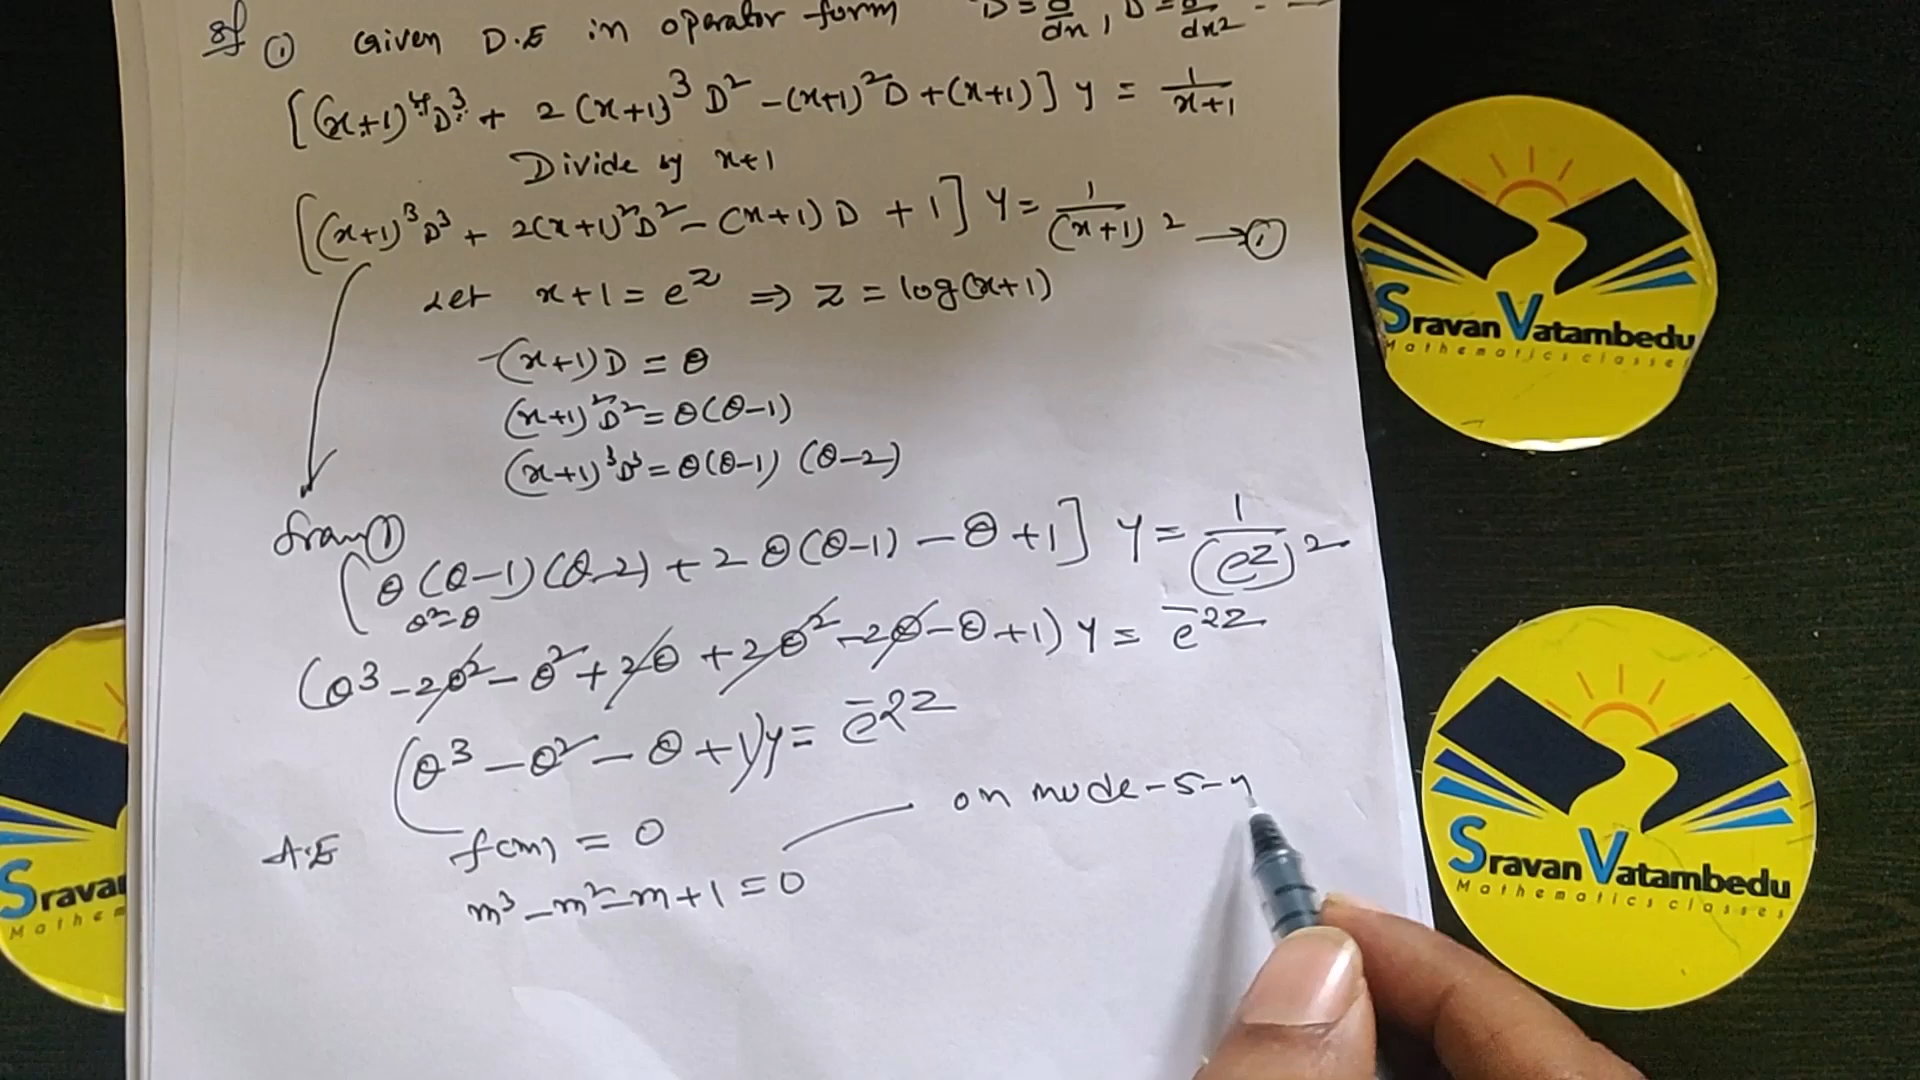 Sol ① Given D.E in operator form D = d/dx, D² = d/dx² - -
[(x+1)⁴D³ + 2(x+1)³D² - (x+1)²D + (x+1)] y = 1/x+1
Divide by x+1
[(x+1)³D³ + 2(x+1)²D² - (x+1)D + 1] y = 1/(x+1)² → ①
Let x+1 = e^z ⇒ z = log(x+1)
(x+1)D = θ
(x+1)²D² = θ(θ-1)
(x+1)³D³ = θ(θ-1)(θ-2)
from ①
[θ(θ-1)(θ-2) + 2θ(θ-1) - θ + 1] y = 1/(e^z)²
θ²-θ
(θ³ - 2θ² - θ² + 2θ + 2θ² - 2θ - θ + 1) y = e^-2z
(θ³ - θ² - θ + 1) y = e^-2z
A.E f(m) = 0
m³ - m² - m + 1 = 0
on mode - 5 - 4
Sravan Vatambedu
Mathematics classes
Sravan Vatambedu
Mathematics classes
Srava
Mathem